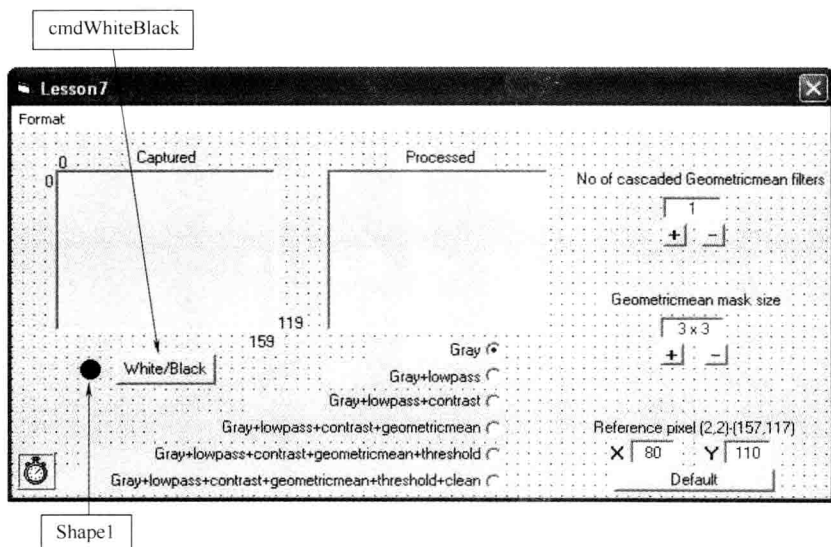 cmdWhiteBlack
Lesson7
Format
Captured
Processed
0
0
No of cascaded Geometricmean filters
1
+ -
Geometricmean mask size
119
3 x 3
159
Gray
+ -
White/Black
Gray+lowpass
Gray+lowpass+contrast
Gray+lowpass+contrast+geometricmean
Reference pixel (2,2)-(157,117)
Gray+lowpass+contrast+geometricmean+threshold
X 80 Y 110
Gray+lowpass+contrast+geometricmean+threshold+clean
Default
Shape1